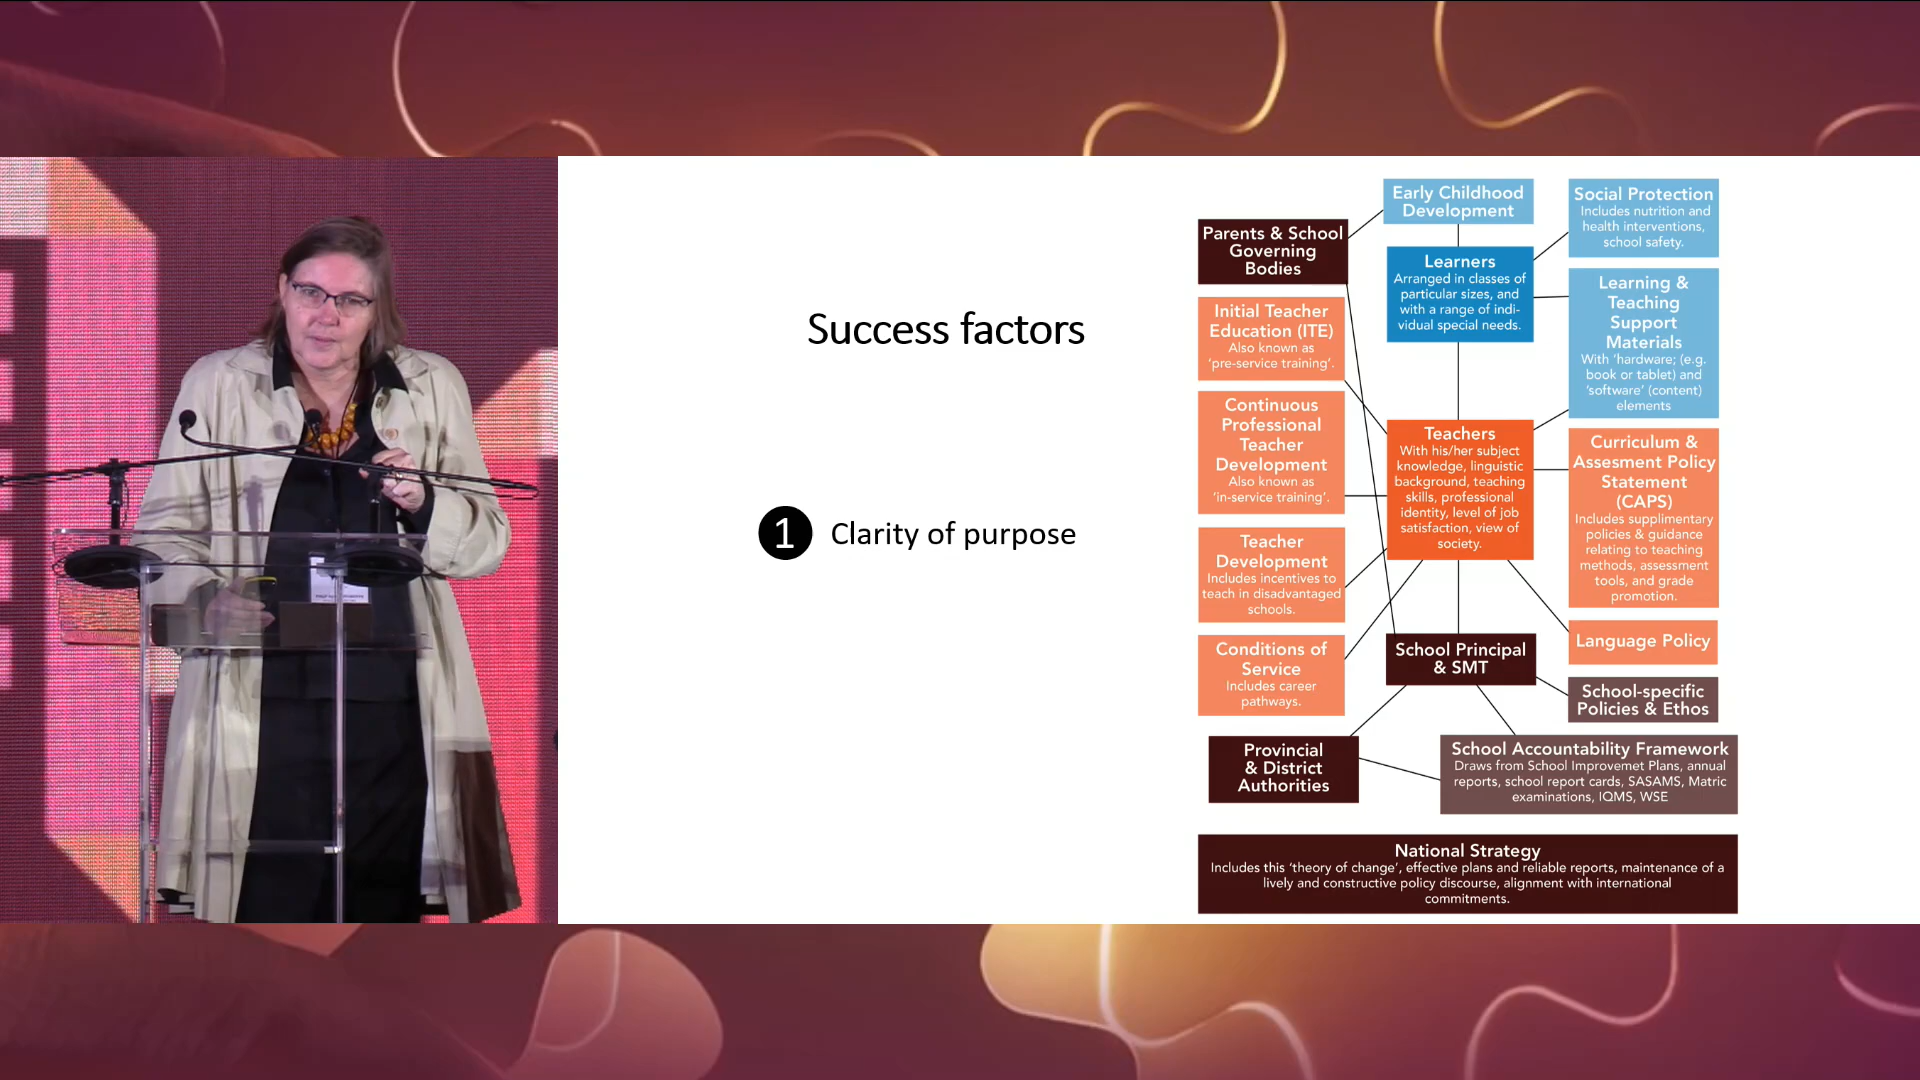 Success factors
1 Clarity of purpose
Early Childhood
Development
Social Protection
Includes nutrition and
health interventions,
school safety.
Parents & School
Governing
Bodies
Learners
Arranged in classes of
particular sizes, and
with a range of indi-
vidual special needs.
Learning &
Teaching
Support
Materials
With 'hardware; (e.g.
book or tablet) and
'software' (content)
elements
Initial Teacher
Education (ITE)
Also known as
'pre-service training'.
Continuous
Professional
Teacher
Development
Also known as
'in-service training'.
Teachers
With his/her subject
knowledge, linguistic
background, teaching
skills, professional
identity, level of job
satisfaction, view of
society.
Curriculum &
Assesment Policy
Statement
(CAPS)
Includes supplimentary
policies & guidance
relating to teaching
methods, assessment
tools, and grade
promotion.
Teacher
Development
Includes incentives to
teach in disadvantaged
schools.
Language Policy
Conditions of
Service
Includes career
pathways.
School Principal
& SMT
School-specific
Policies & Ethos
Provincial
& District
Authorities
School Accountability Framework
Draws from School Improvemet Plans, annual
reports, school report cards, SASAMS, Matric
examinations, IQMS, WSE
National Strategy
Includes this 'theory of change', effective plans and reliable reports, maintenance of a
lively and constructive policy discourse, alignment with international
commitments.